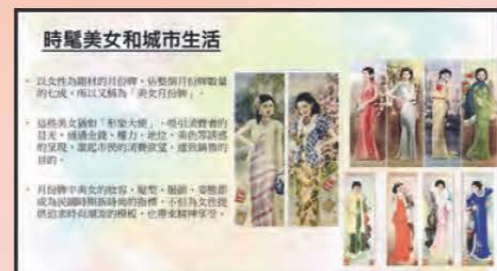 時髦美女和城市生活
• 以女性為題材的月份牌，佔整個月份牌數量
的七成，所以又稱為「美女月份牌」。
• 這些美女猶如「形象大使」，吸引消費者的
目光，通過金錢、權力、地位、美色等誘惑
的呈現，激起市民的消費欲望，達致銷售的
目的。
• 月份牌中美女的妝容、髮型、服飾、姿態都
成為民國時期新時尚的指標，不但為女性提
供追求時尚潮流的模板，也帶來精神享受。